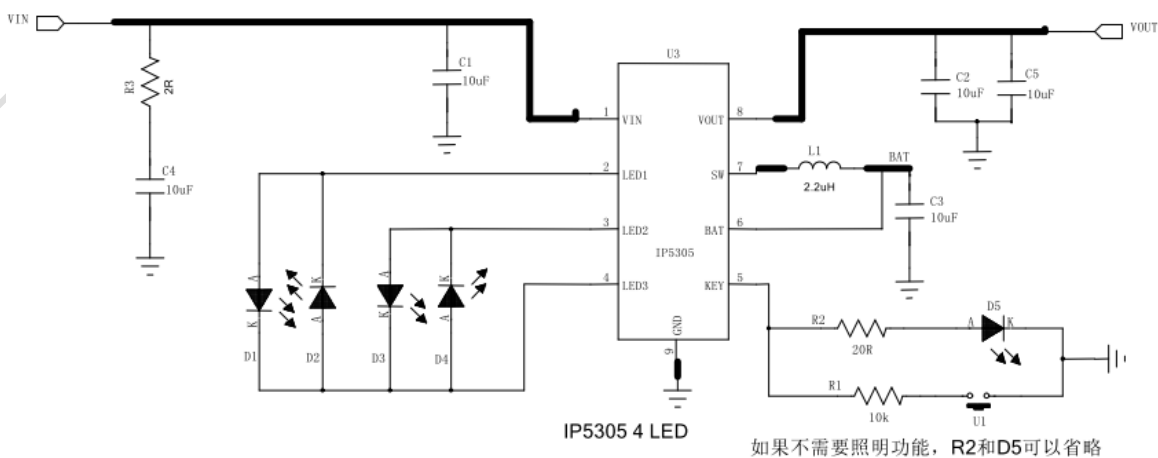 VIN
VOUT
U3
R3
2R
C1
10uF
C2
10uF
C5
10uF
1
VIN
VOUT
8
C4
10uF
2
LED1
SW
7
L1
2.2uH
BAT
C3
10uF
3
LED2
BAT
6
IP5305
4
LED3
KEY
5
A
K
D1
K
A
D2
A
K
D3
K
A
D4
GND
9
R2
20R
A
D5
K
R1
10k
U1
IP5305 4 LED
如果不需要照明功能，R2和D5可以省略